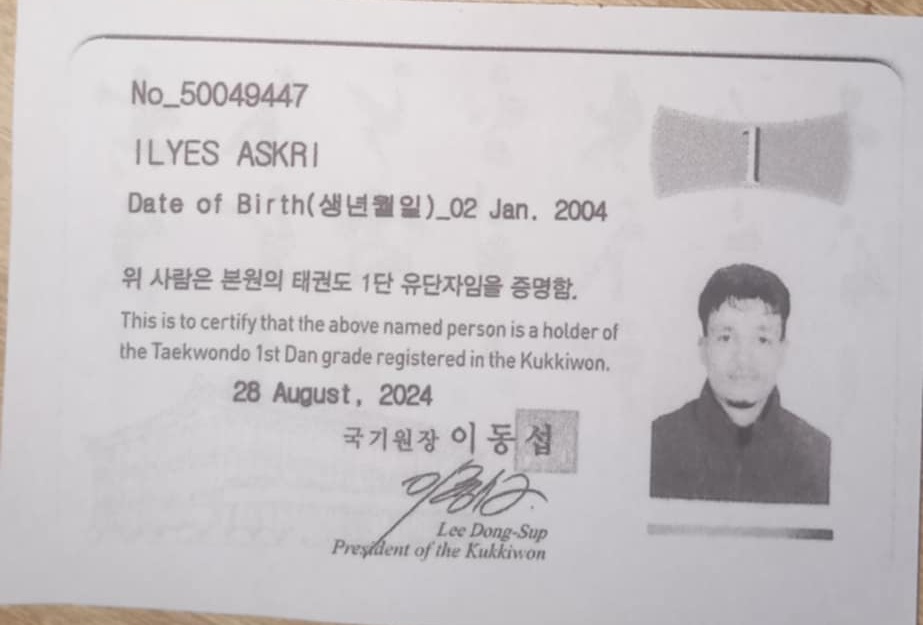 No_50049447
1
ILYES ASKRI
Date of Birth(생년월일)_02 Jan. 2004
위 사람은 본원의 태권도 1단 유단자임을 증명함.
This is to certify that the above named person is a holder of
the Taekwondo 1st Dan grade registered in the Kukkiwon.
28 August, 2024
국기원장 이동섭
Lee Dong-Sup
President of the Kukkiwon